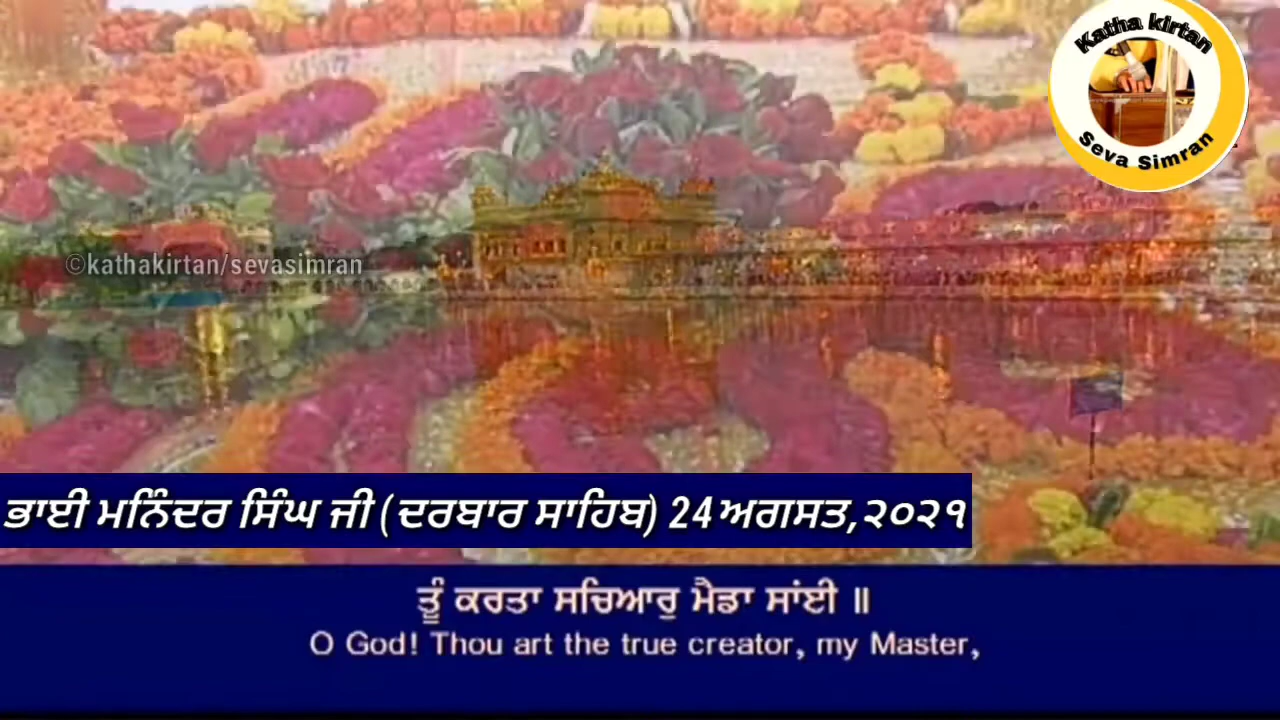 Katha kirtan
Seva Simran
©kathakirtan/sevasimran
ਭਾਈ ਮਨਿੰਦਰ ਸਿੰਘ ਜੀ (ਦਰਬਾਰ ਸਾਹਿਬ) 24 ਅਗਸਤ,੨੦੨੧
ਤੂੰ ਕਰਤਾ ਸਚਿਆਰੁ ਮੈਡਾ ਸਾਂਈ ॥
O God! Thou art the true creator, my Master,